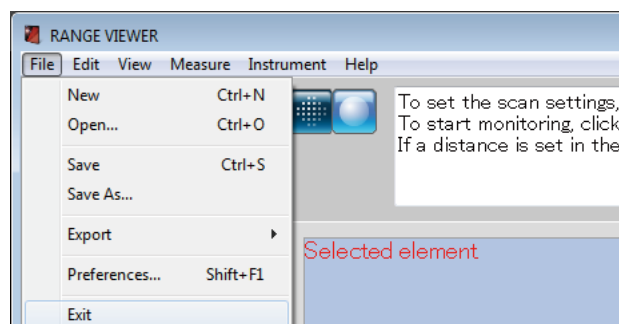 RANGE VIEWER
File Edit View Measure Instrument Help
New Ctrl+N
Open... Ctrl+O
Save Ctrl+S
Save As...
Export
Preferences... Shift+F1
Exit
To set the scan settings,
To start monitoring, click
If a distance is set in the
Selected element